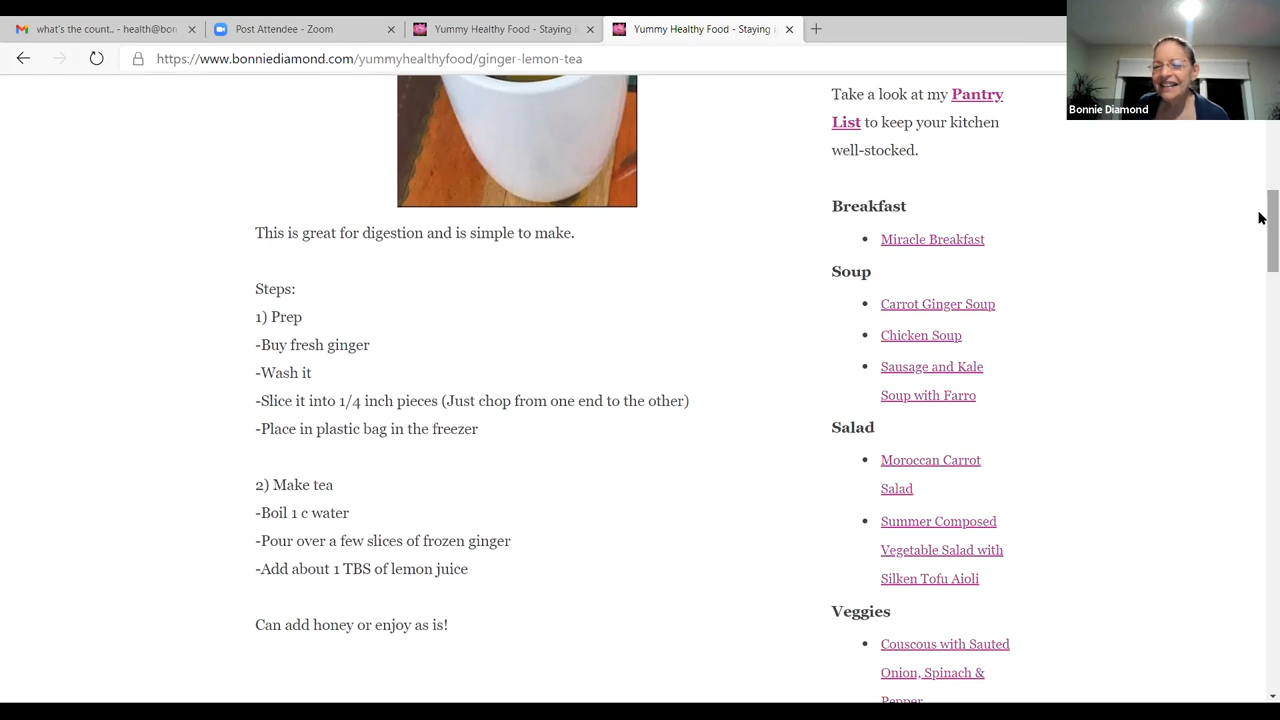 what's the count.. - health@bon
Post Attendee - Zoom
Yummy Healthy Food - Staying i
Yummy Healthy Food - Staying i
https://www.bonniediamond.com/yummyhealthyfood/ginger-lemon-tea
Bonnie Diamond
This is great for digestion and is simple to make.
Steps:
1) Prep
-Buy fresh ginger
-Wash it
-Slice it into 1/4 inch pieces (Just chop from one end to the other)
-Place in plastic bag in the freezer
2) Make tea
-Boil 1 c water
-Pour over a few slices of frozen ginger
-Add about 1 TBS of lemon juice
Can add honey or enjoy as is!
Take a look at my Pantry
List to keep your kitchen
well-stocked.
Breakfast
Miracle Breakfast
Soup
Carrot Ginger Soup
Chicken Soup
Sausage and Kale
Soup with Farro
Salad
Moroccan Carrot
Salad
Summer Composed
Vegetable Salad with
Silken Tofu Aioli
Veggies
Couscous with Sauted
Onion, Spinach &
Pepper